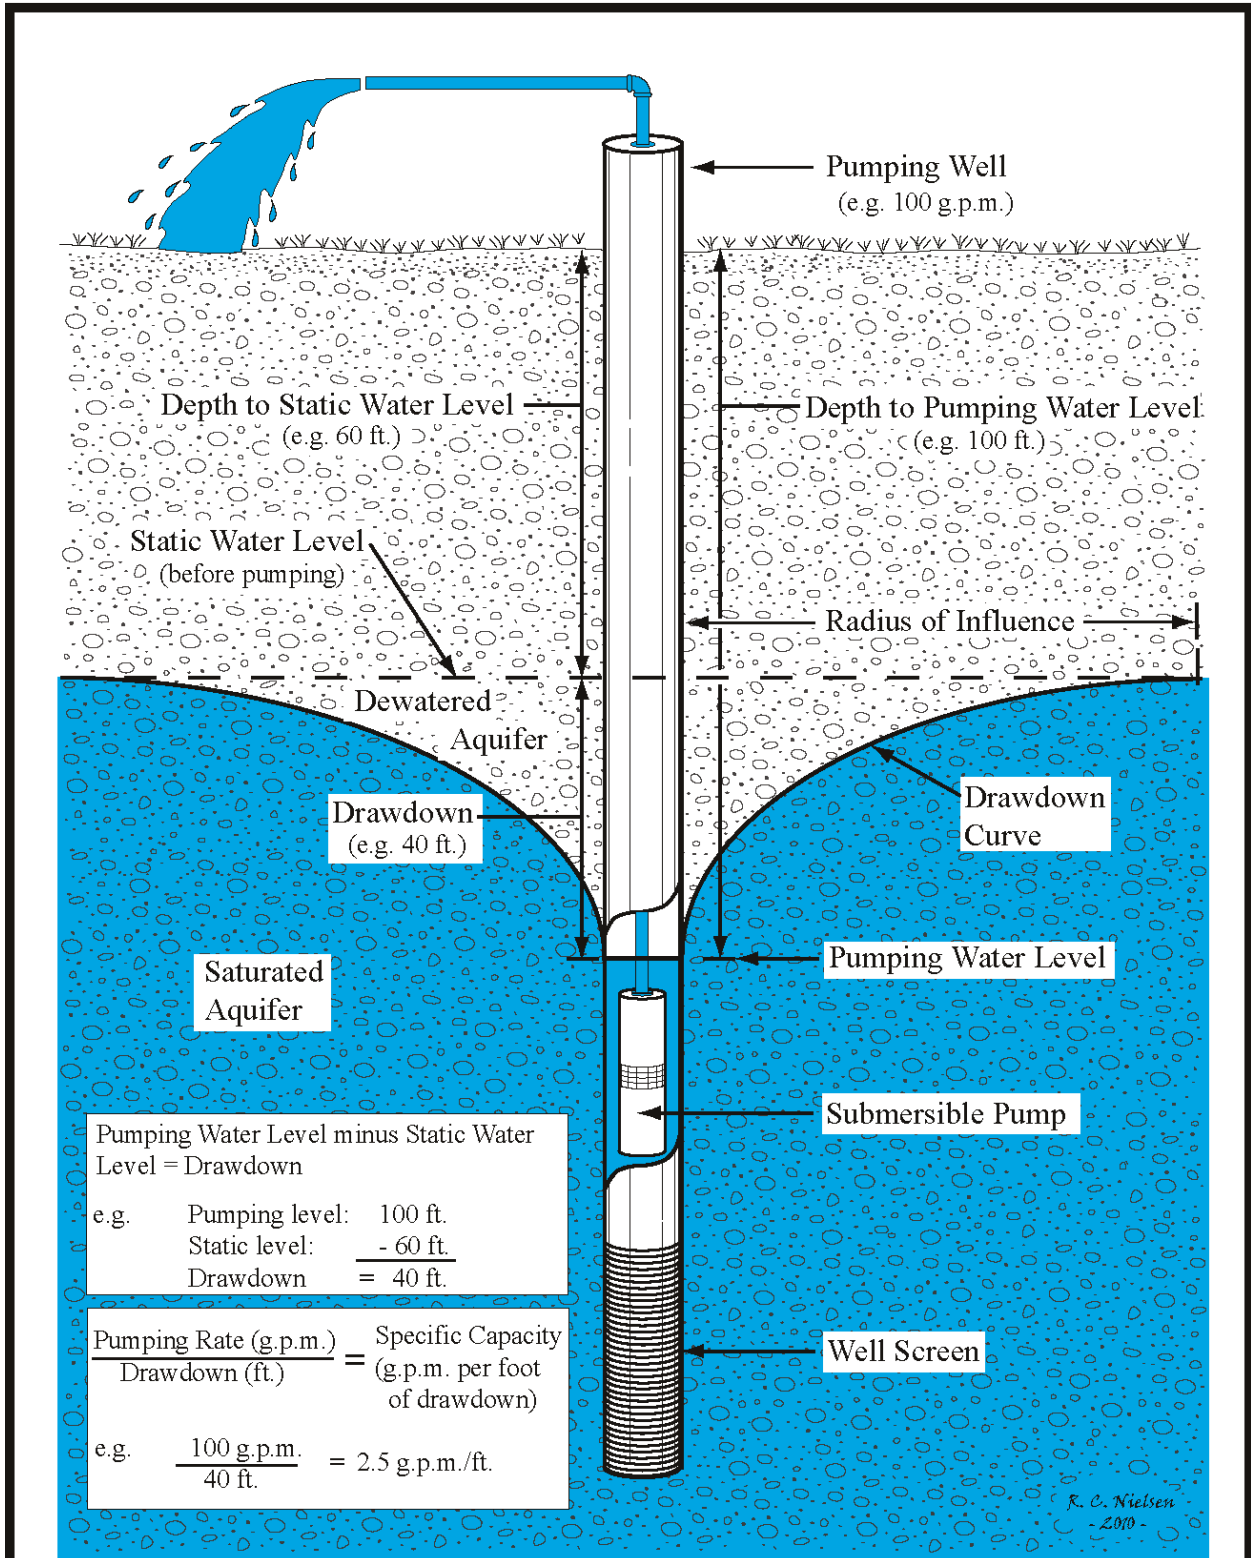 Pumping Well
(e.g. 100 g.p.m.)
Depth to Static Water Level
(e.g. 60 ft.)
Depth to Pumping Water Level
(e.g. 100 ft.)
Static Water Level
(before pumping)
Radius of Influence
Dewatered
Aquifer
Drawdown
(e.g. 40 ft.)
Drawdown
Curve
Saturated
Aquifer
Pumping Water Level
Submersible Pump
Pumping Water Level minus Static Water
Level = Drawdown
e.g. Pumping level: 100 ft.
Static level: - 60 ft.
Drawdown = 40 ft.
Well Screen
Pumping Rate (g.p.m.)
Drawdown (ft.)
= Specific Capacity
(g.p.m. per foot
of drawdown)
e.g. 100 g.p.m.
40 ft.
= 2.5 g.p.m./ft.
R. C. Nielsen
- 2010 -